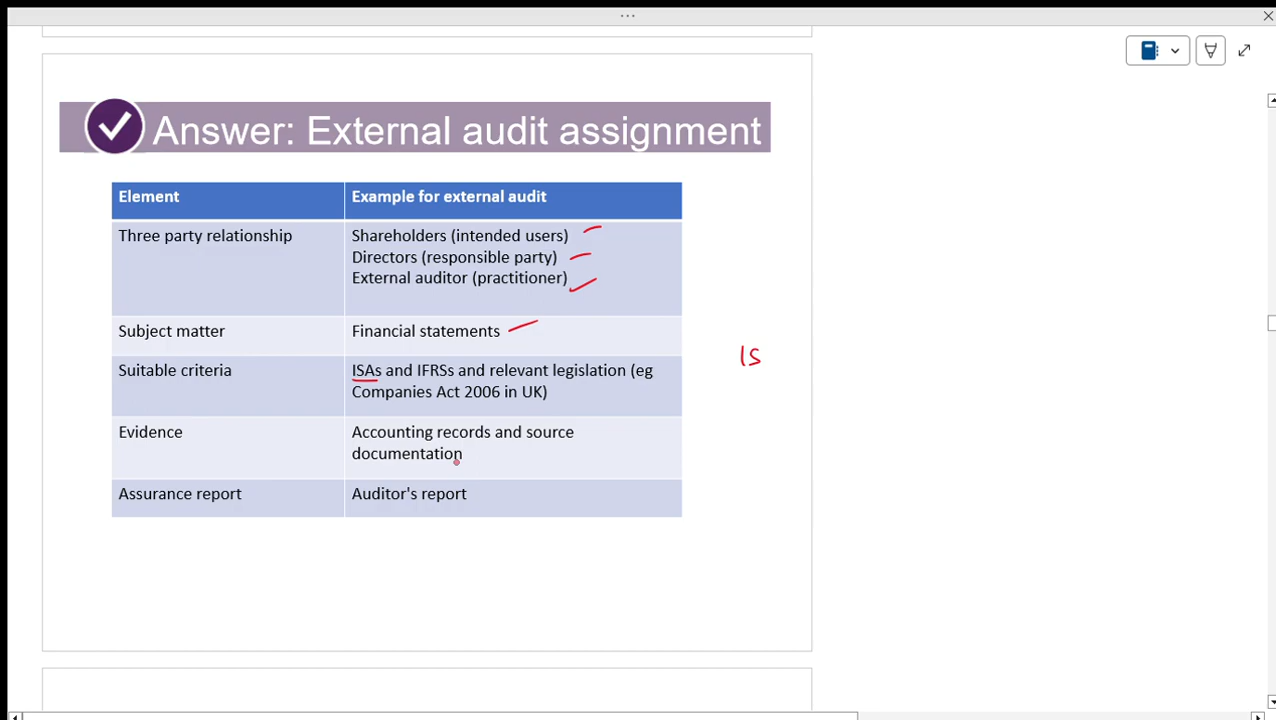 Answer: External audit assignment
Element
Example for external audit
Three party relationship
Shareholders (intended users)
Directors (responsible party)
External auditor (practitioner)
Subject matter
Financial statements
Suitable criteria
ISAs and IFRSs and relevant legislation (eg
Companies Act 2006 in UK)
IS
Evidence
Accounting records and source
documentation
Assurance report
Auditor's report